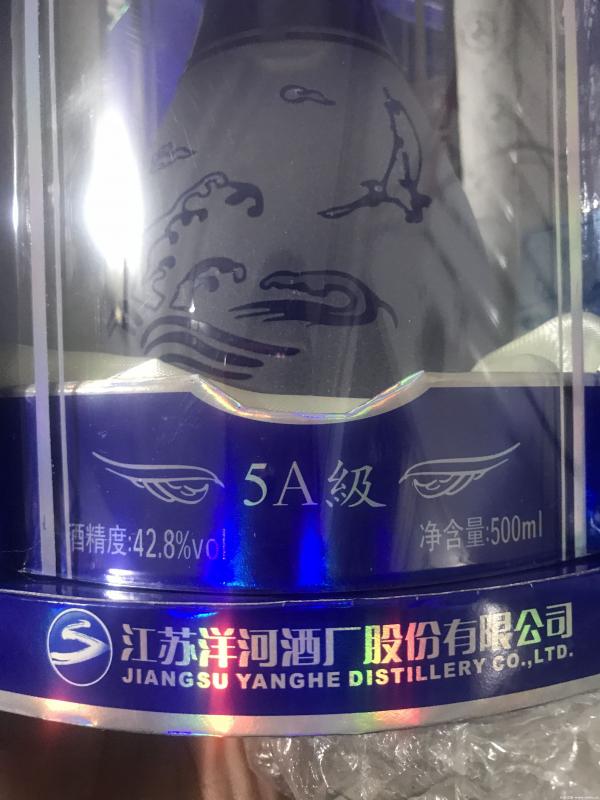 5A級
酒精度:42.8%vol
净含量:500ml
江苏洋河酒厂股份有限公司
JIANGSU YANGHE DISTILLERY CO.,LTD.